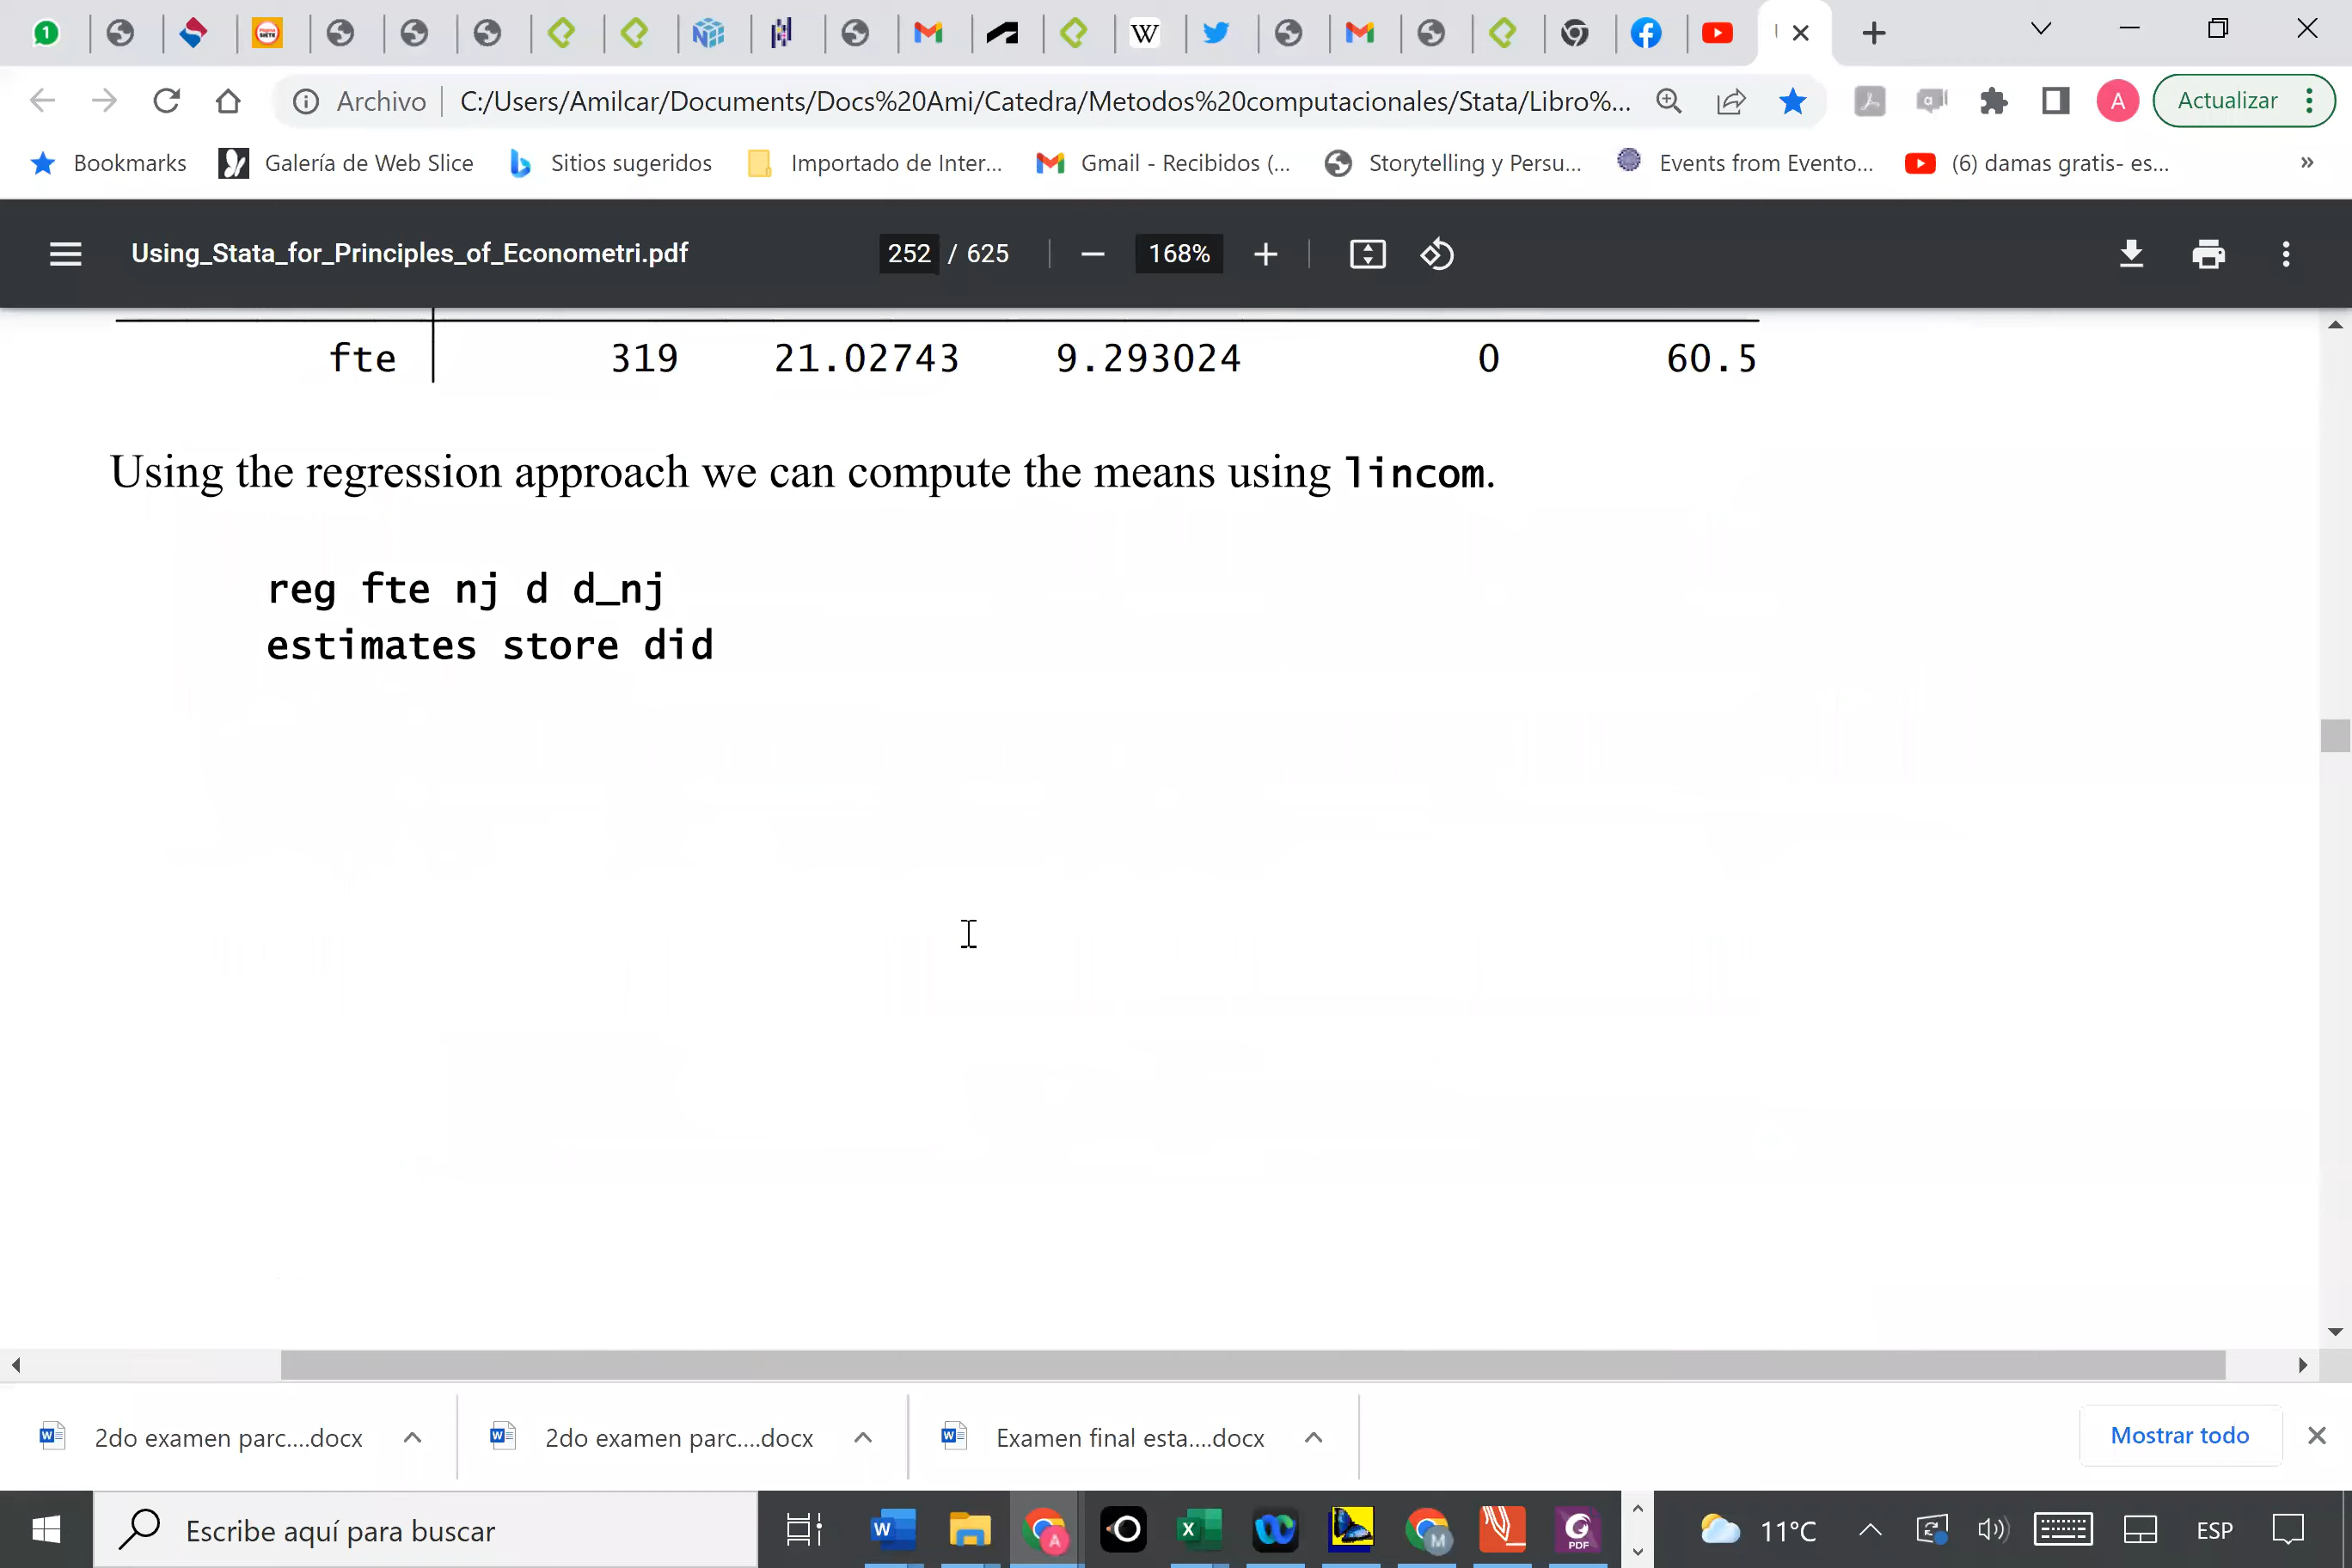 1
W
Archivo
C:/Users/Amilcar/Documents/Docs%20Ami/Catedra/Metodos%20computacionales/Stata/Libro%...
A
Actualizar
Bookmarks
Galería de Web Slice
Sitios sugeridos
Importado de Inter...
Gmail - Recibidos (...
Storytelling y Persu...
Events from Evento...
(6) damas gratis- es...
»
Using_Stata_for_Principles_of_Econometri.pdf
252 / 625
168%
fte 319 21.02743 9.293024 0 60.5
Using the regression approach we can compute the means using lincom.
reg fte nj d d_nj
estimates store did
2do examen parc....docx
2do examen parc....docx
Examen final esta....docx
Mostrar todo
Escribe aquí para buscar
11°C
ESP